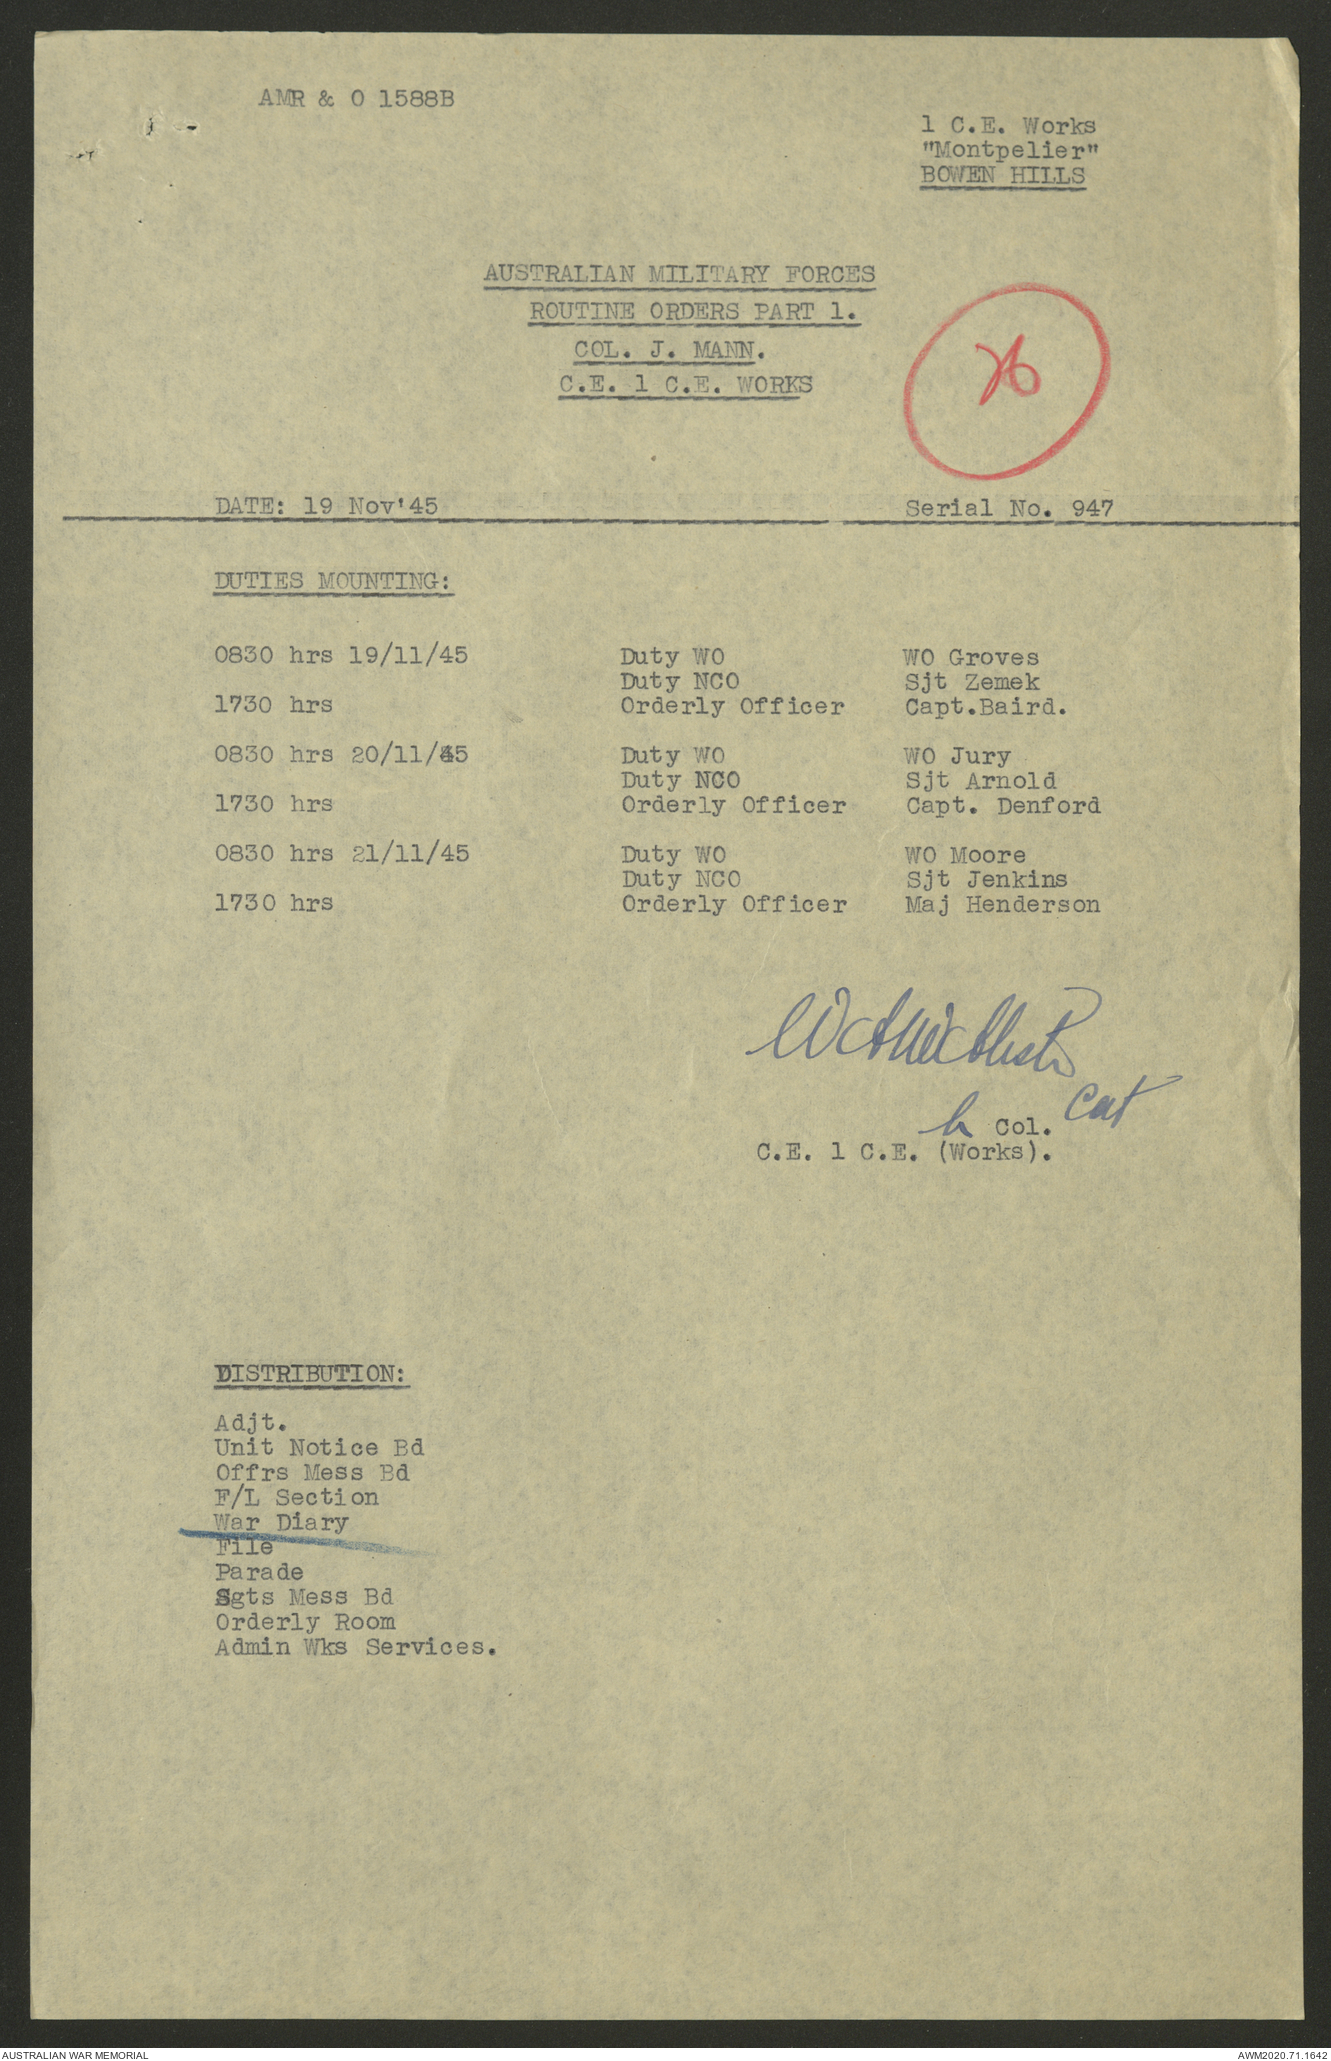 AMR & O 1588B
1 C.E. Works
"Montpelier"
BOWEN HILLS
AUSTRALIAN MILITARY FORCES
ROUTINE ORDERS PART 1.
COL. J. MANN.
C.E. 1 C.E. WORKS
DATE: 19 Nov'45 Serial No. 947
DUTIES MOUNTING:
0830 hrs 19/11/45 Duty WO WO Groves
Duty NCO Sjt Zemek
1730 hrs Orderly Officer Capt.Baird.
0830 hrs 20/11/45 Duty WO WO Jury
Duty NCO Sjt Arnold
1730 hrs Orderly Officer Capt. Denford
0830 hrs 21/11/45 Duty WO WO Moore
Duty NCO Sjt Jenkins
1730 hrs Orderly Officer Maj Henderson
Col.
C.E. 1 C.E. (Works).
DISTRIBUTION:
Adjt.
Unit Notice Bd
Offrs Mess Bd
F/L Section
War Diary
File
Parade
Sgts Mess Bd
Orderly Room
Admin Wks Services.
AUSTRALIAN WAR MEMORIAL AWM2020.71.1642